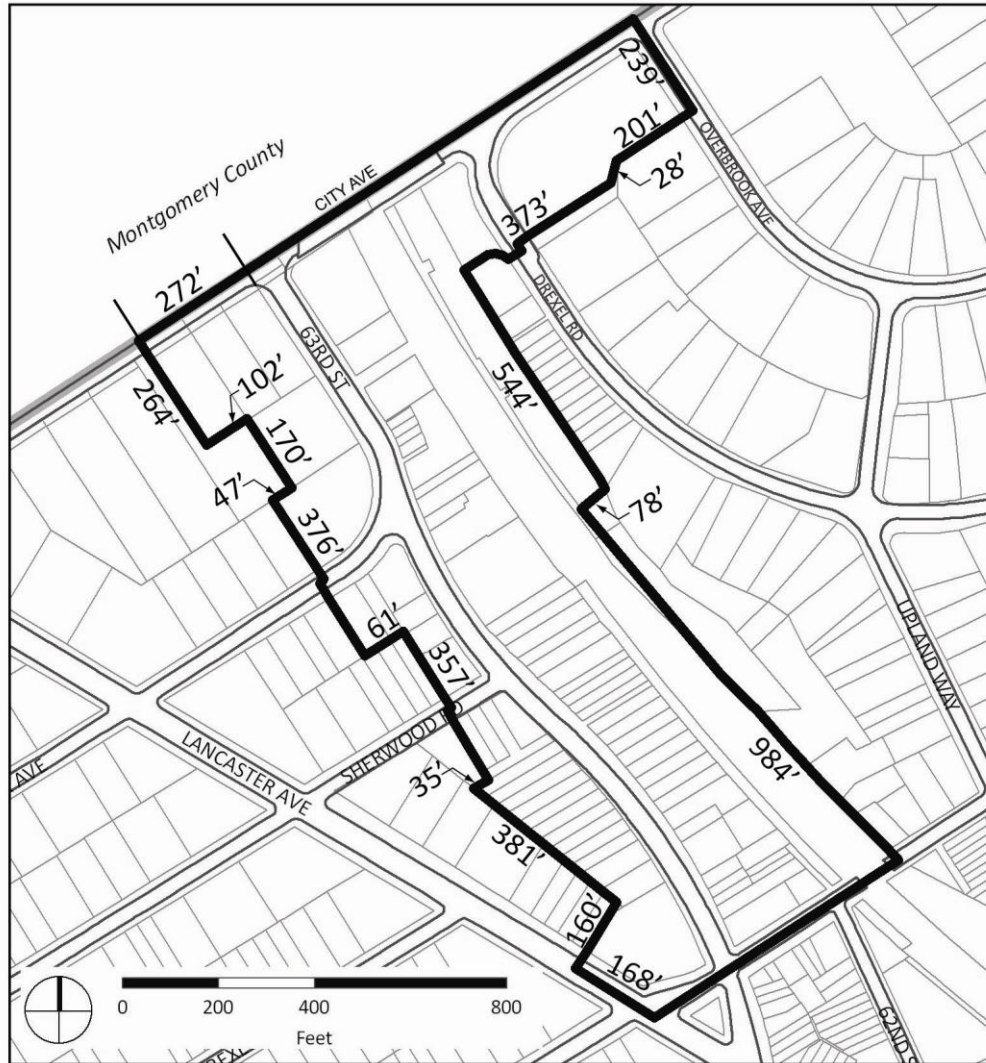 239'
201'
28'
OVERBROOK AVE
Montgomery County
CITY AVE
373'
272'
DREXEL RD
63RD ST
264'
102'
544'
170'
47'
78'
376'
61'
357'
UPLAND WAY
SHERWOOD RD
LANCASTER AVE
AVE
35'
984'
381'
160'
168'
62ND
0 200 400 800
Feet